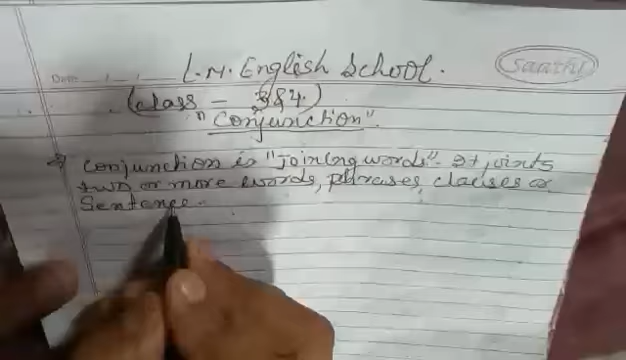 Saathi
Date / /
L.N. English School.
(class - 3&4.)
"Conjunction".
Conjunction is "Joining words". It joints
two or more words, phrases, clauses or
Sentence.